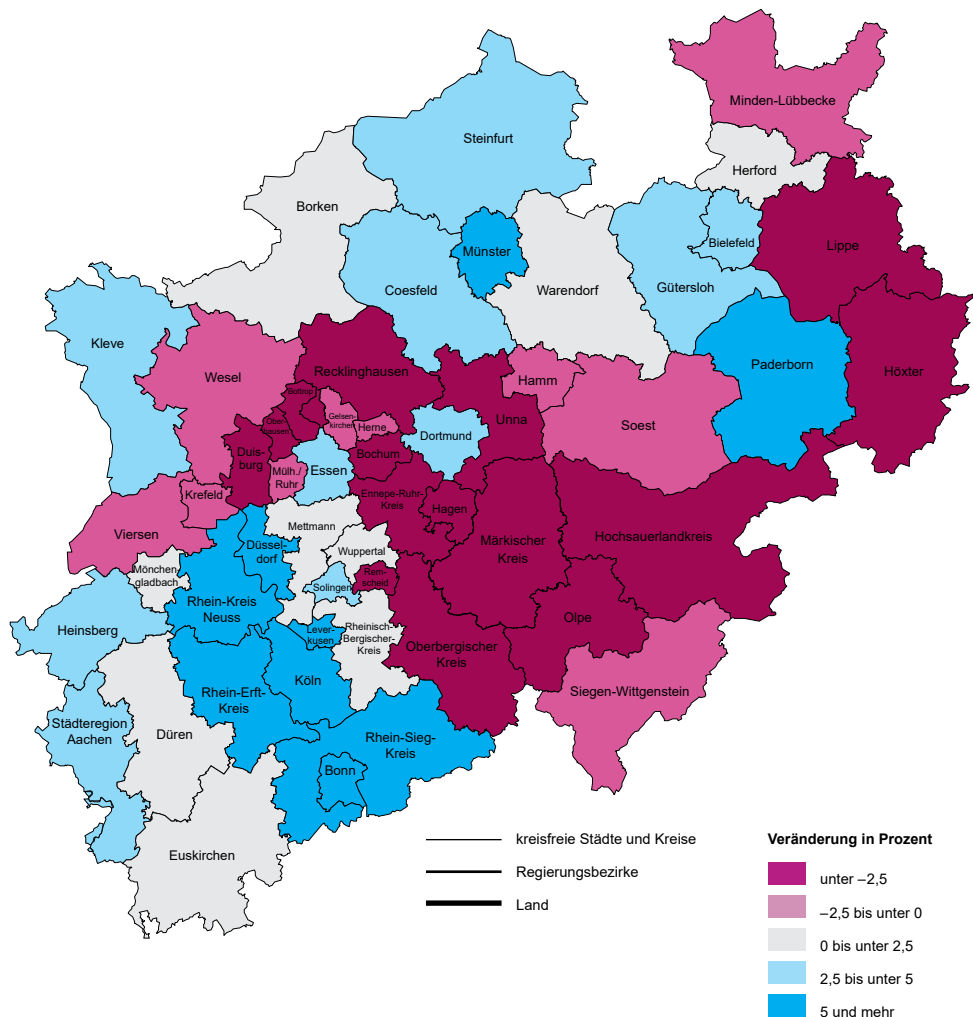 Minden-Lübbecke
Steinfurt
Herford
Borken
Bielefeld
Lippe
Münster
Coesfeld
Warendorf
Gütersloh
Kleve
Paderborn
Höxter
Wesel
Recklinghausen
Hamm
Bottrop
Unna
Soest
Gelsen-
kirchen
Ober-
hausen
Herne
Dortmund
Duis-
burg
Bochum
Essen
Mülh./
Ruhr
Krefeld
Ennepe-Ruhr-
Kreis
Hagen
Viersen
Mettmann
Märkischer
Kreis
Hochsauerlandkreis
Düssel-
dorf
Wuppertal
Mönchen-
gladbach
Rem-
scheid
Solingen
Rhein-Kreis
Neuss
Olpe
Heinsberg
Lever-
kusen
Rheinisch-
Bergischer-
Kreis
Oberbergischer
Kreis
Köln
Siegen-Wittgenstein
Rhein-Erft-
Kreis
Städteregion
Aachen
Düren
Rhein-Sieg-
Kreis
Bonn
Euskirchen
kreisfreie Städte und Kreise
Regierungsbezirke
Land
Veränderung in Prozent
unter –2,5
–2,5 bis unter 0
0 bis unter 2,5
2,5 bis unter 5
5 und mehr